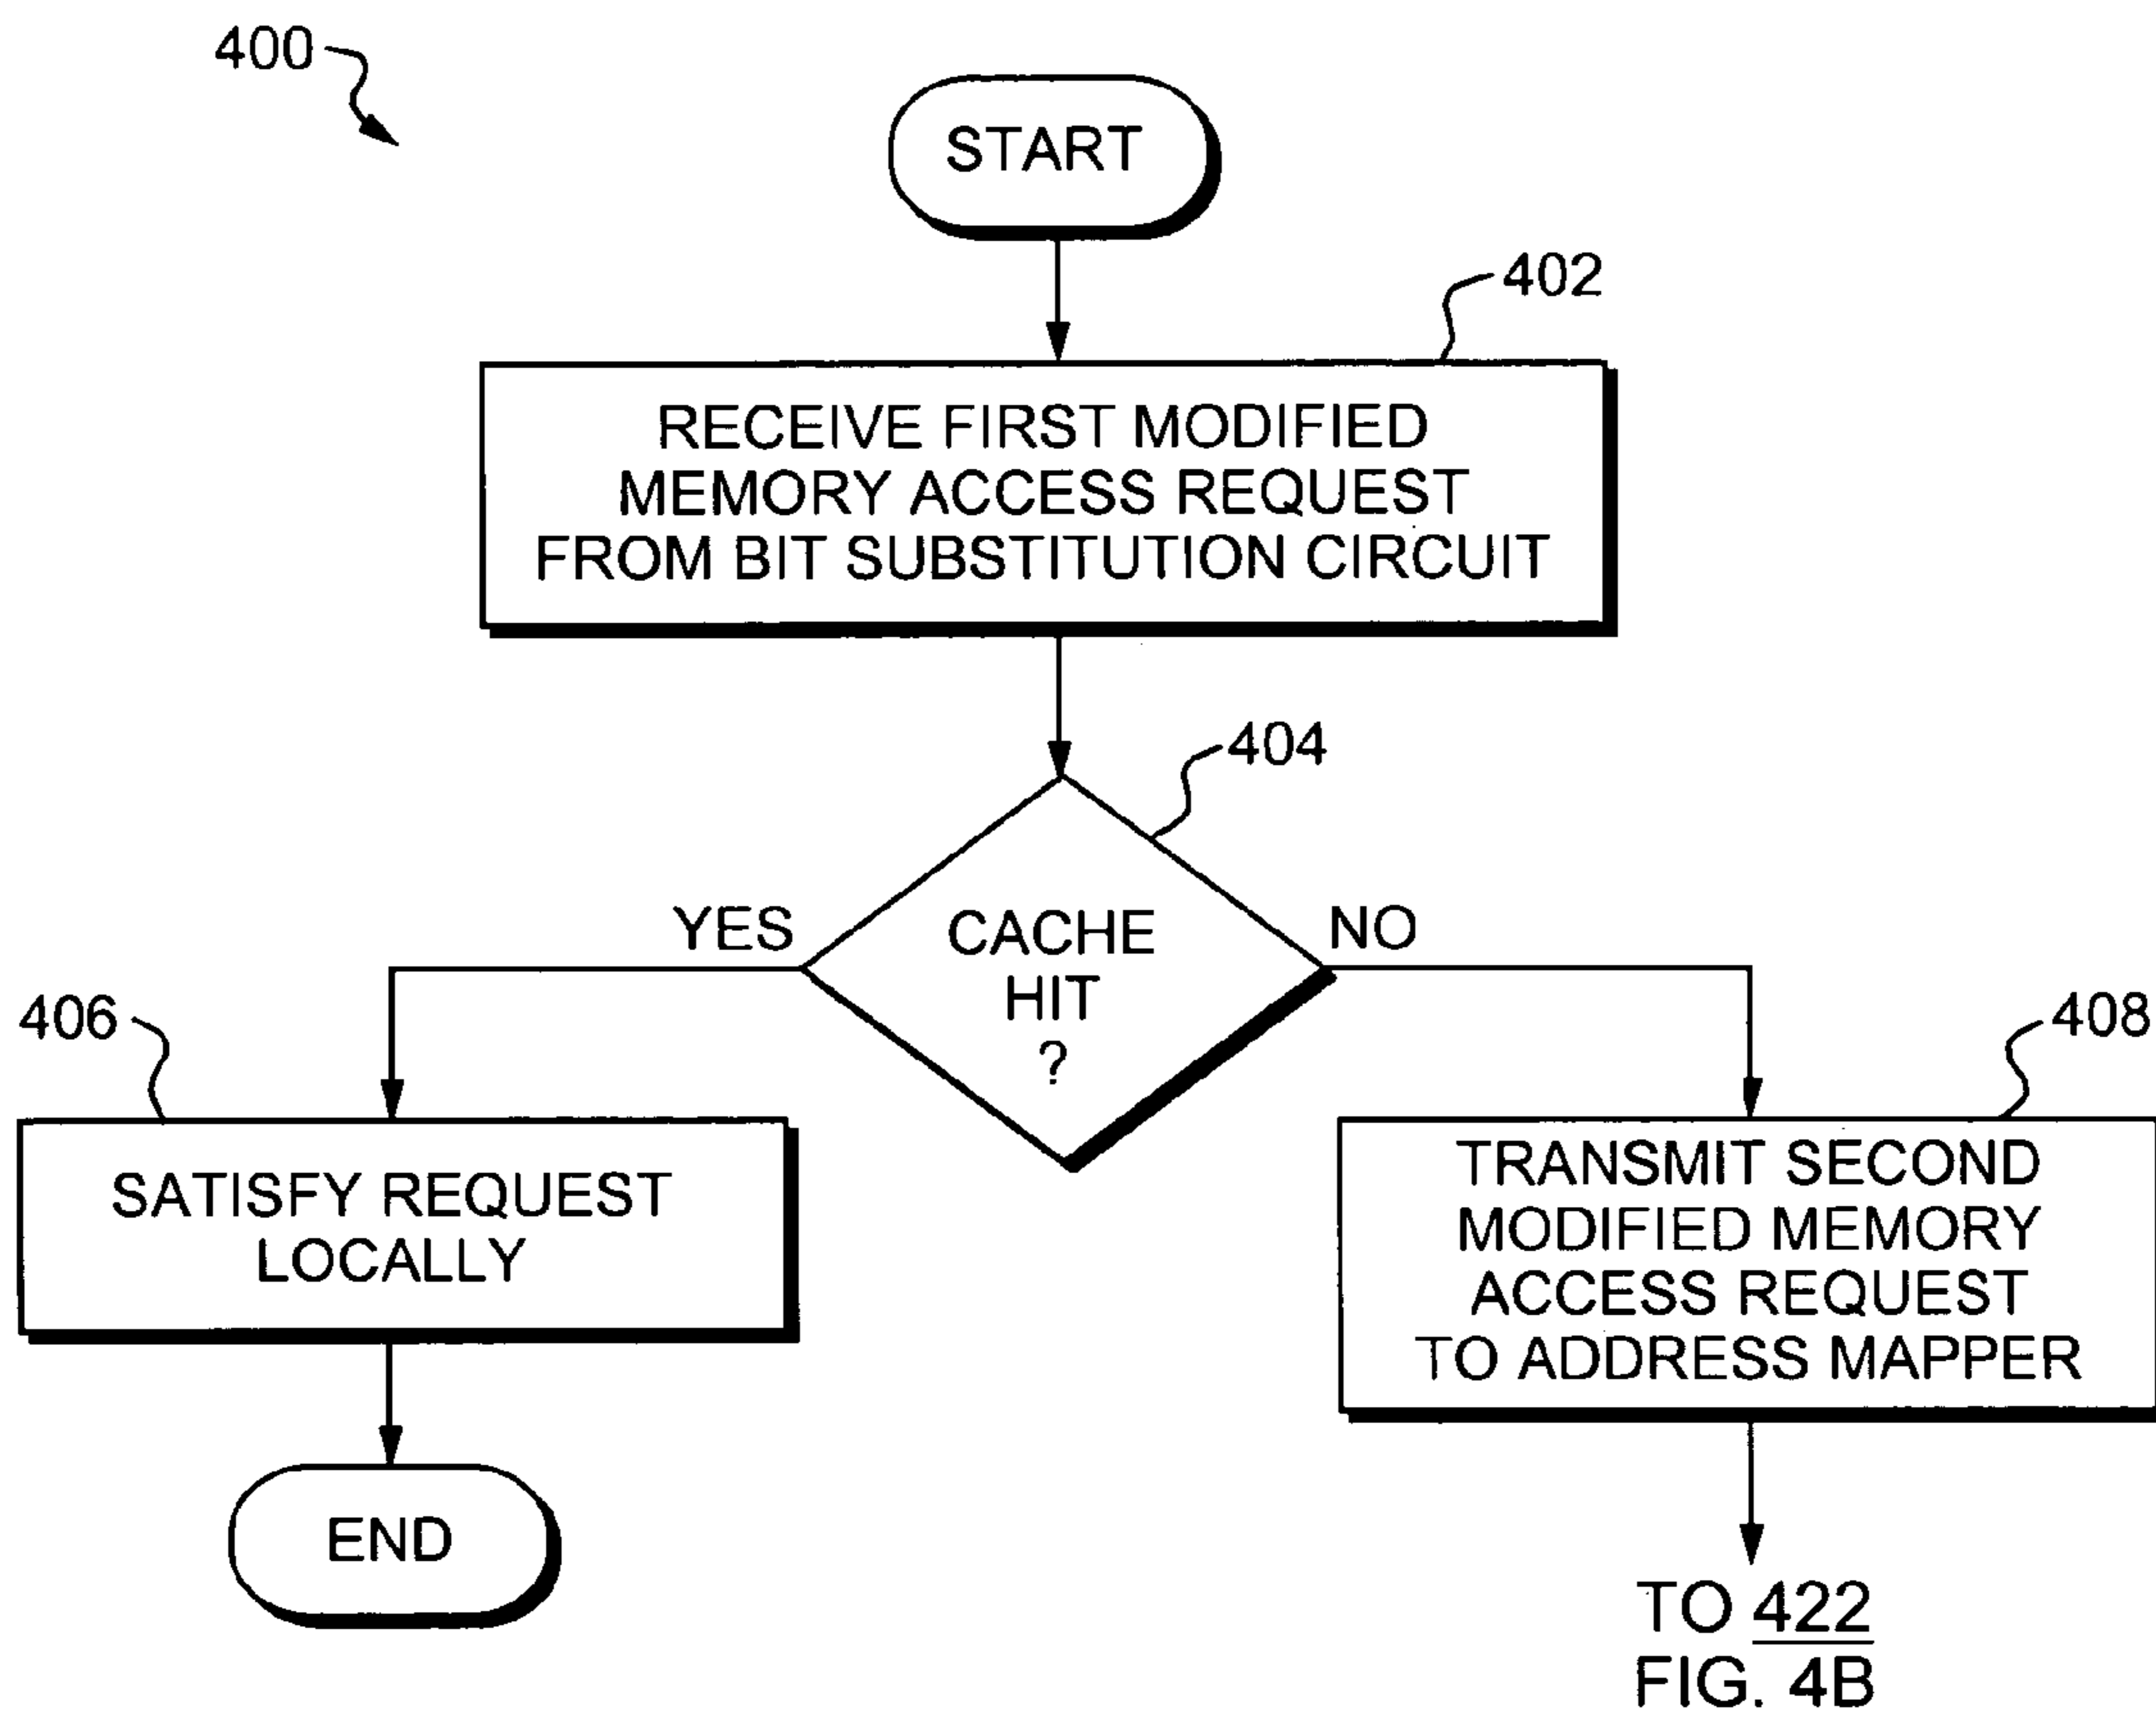 400
START
402
RECEIVE FIRST MODIFIED
MEMORY ACCESS REQUEST
FROM BIT SUBSTITUTION CIRCUIT
404
YES
CACHE
HIT
?
NO
406
SATISFY REQUEST
LOCALLY
END
408
TRANSMIT SECOND
MODIFIED MEMORY
ACCESS REQUEST
TO ADDRESS MAPPER
TO 422
FIG. 4B